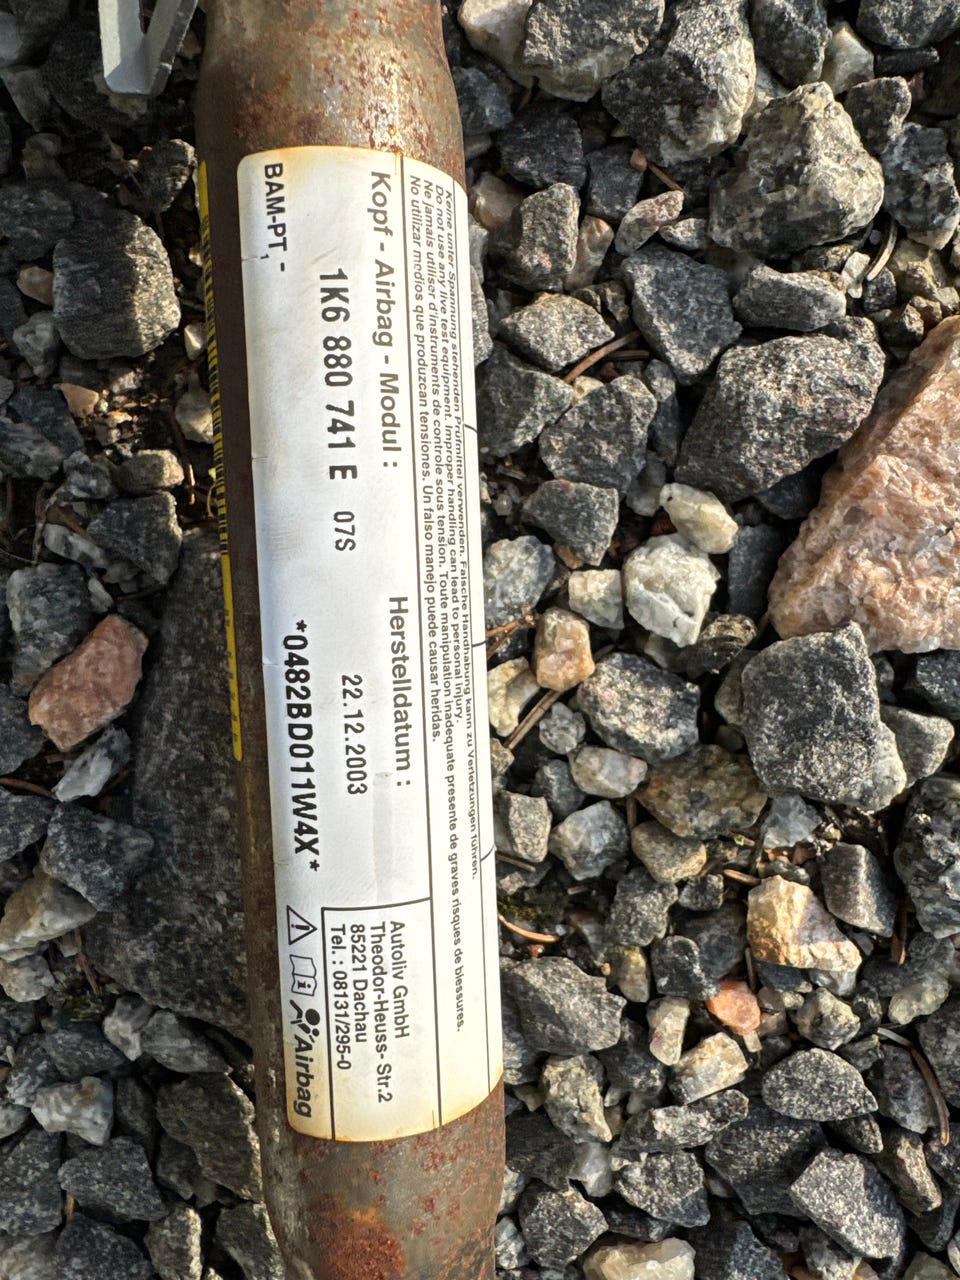 Keine unter Spannung stehenden Prüfmittel verwenden. Falsche Handhabung kann zu Verletzungen führen.
Do not use any live test equipment. Improper handling can lead to personal injury.
Ne jamais utiliser d'instruments de contrôle sous tension. Toute manipulation inadequate presente de graves risques de blessures.
No utilizar medios que produzcan tensiones. Un falso manejo puede causar heridas.
Kopf - Airbag - Modul :
Herstelldatum :
1K6 880 741 E 07S
22.12.2003
BAM-PT₁-
*0482BD011W4X*
Autoliv GmbH
Theodor-Heuss- Str.2
85221 Dachau
Tel. : 08131/295-0
Airbag